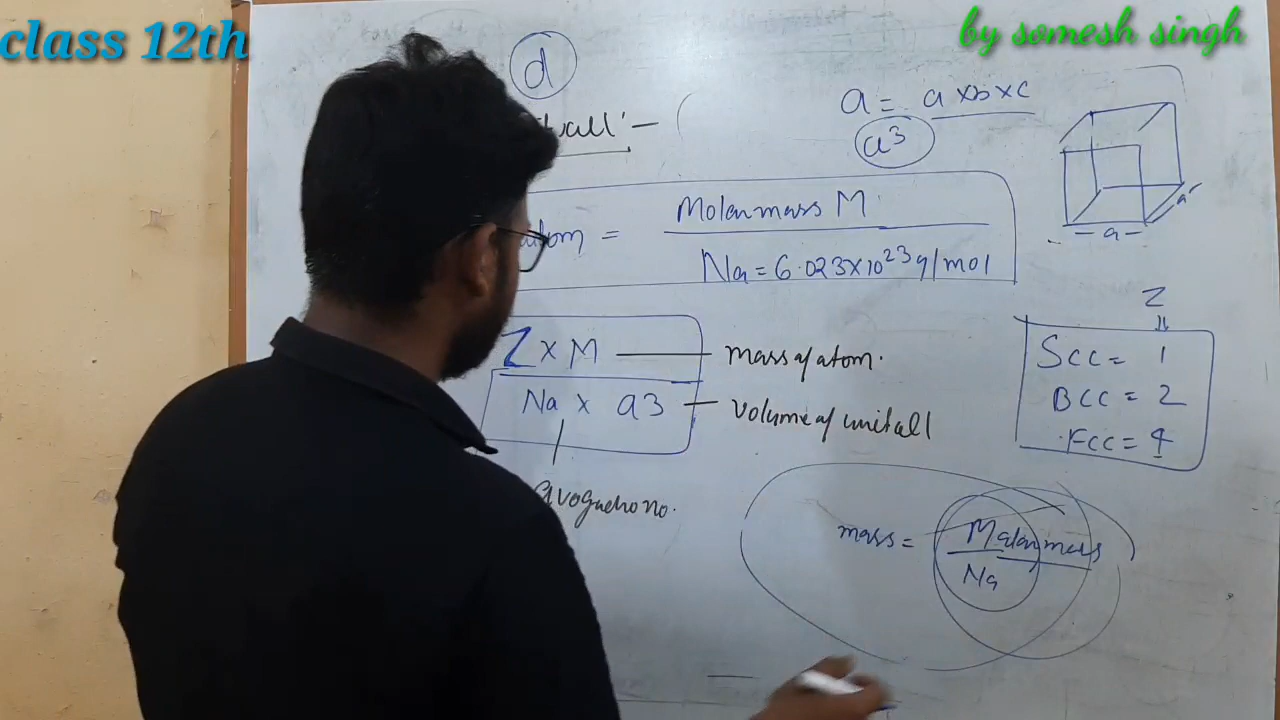 class 12th
by somesh singh
d
a = a×b×c
a³
= Molar mass M
Na = 6.023×10²³ g/mol
a
a
Z × M
mass of atom.
Na × a3
volume of unit cell
Avogadro no.
Z
SCC = 1
BCC = 2
FCC = 4
mass = Molar mass
Na